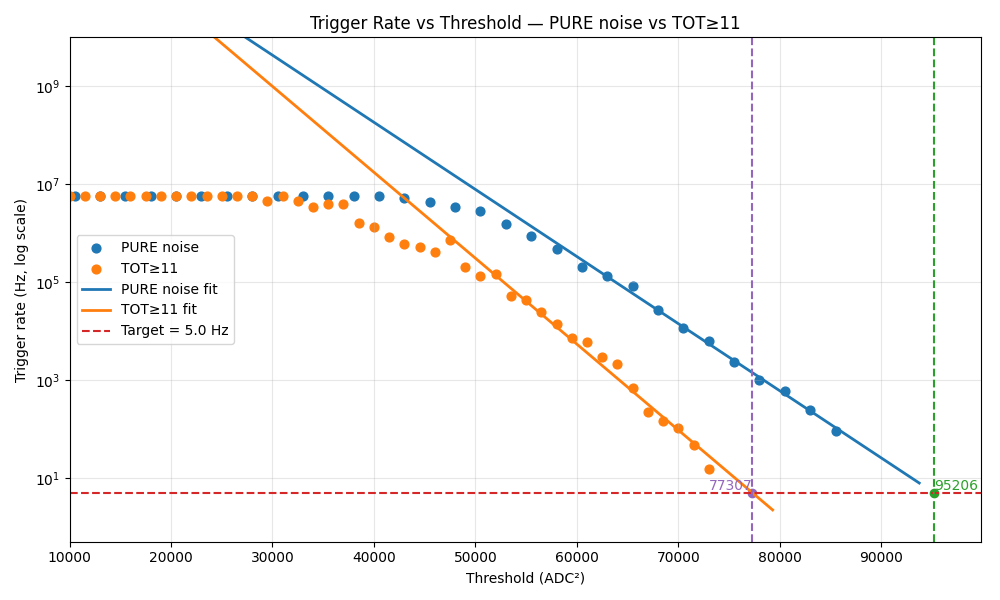 Trigger Rate vs Threshold — PURE noise vs TOT≥11
Trigger rate (Hz, log scale)
10⁹
10⁷
10⁵
10³
10¹
PURE noise
TOT≥11
PURE noise fit
TOT≥11 fit
Target = 5.0 Hz
77307
95206
10000 20000 30000 40000 50000 60000 70000 80000 90000
Threshold (ADC²)